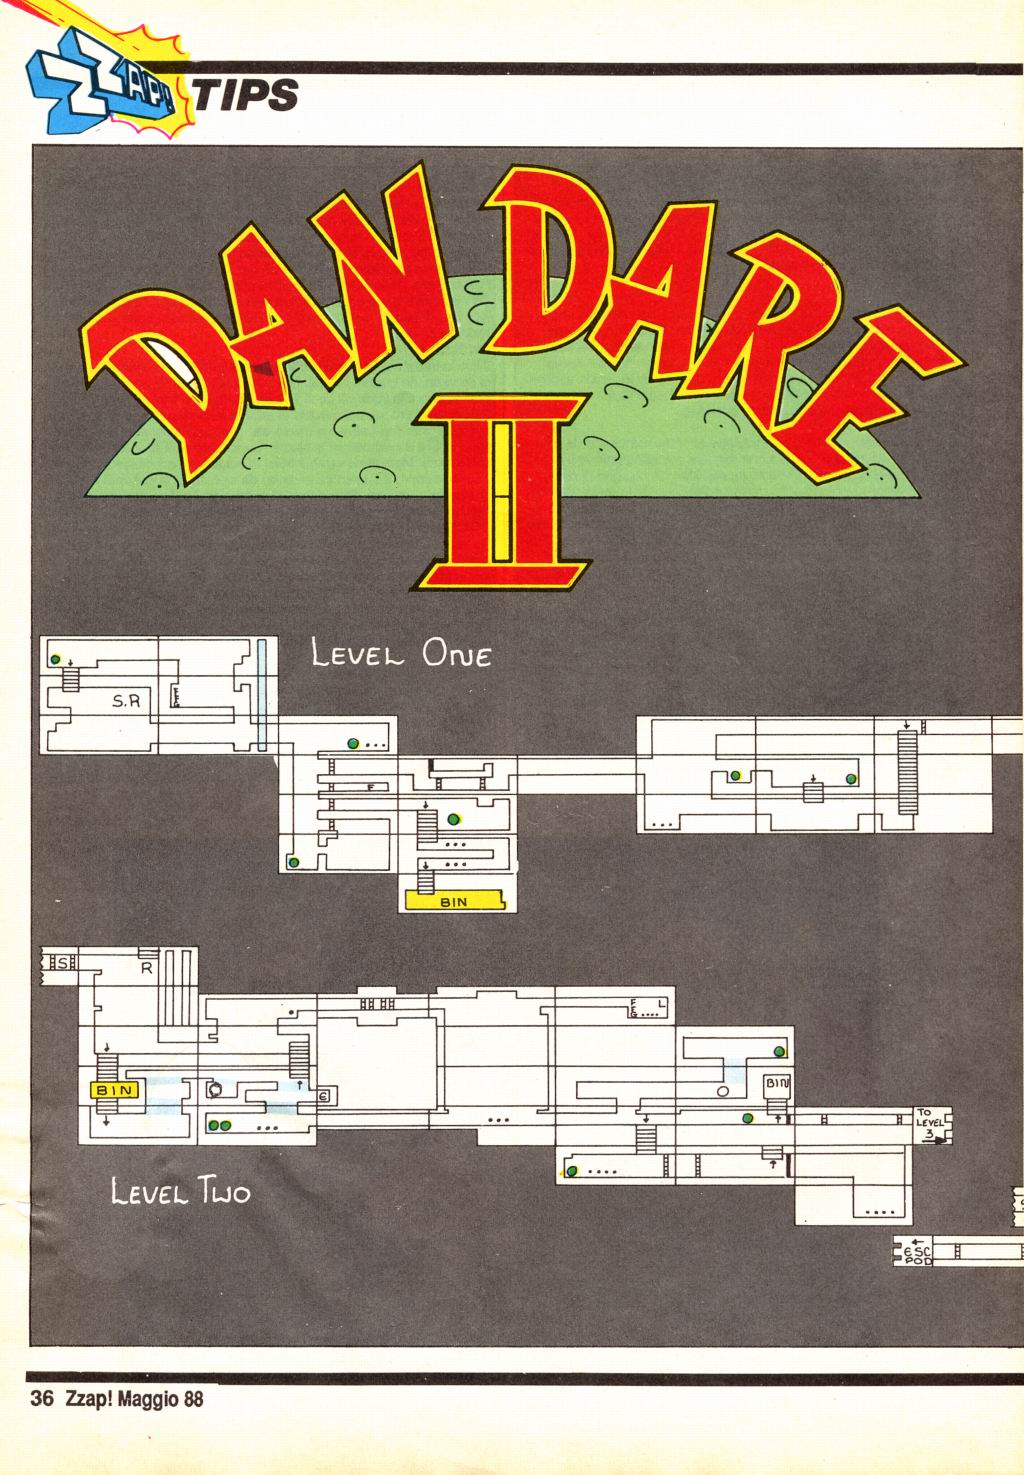 ZZAP!
TIPS
DAN DARE
II
LEVEL ONE
S.R
F
BIN
S
R
BIN
F
E
G
L
E
BIN
TO
LEVEL
3
LEVEL TWO
ESC
POD
36 Zzap! Maggio 88